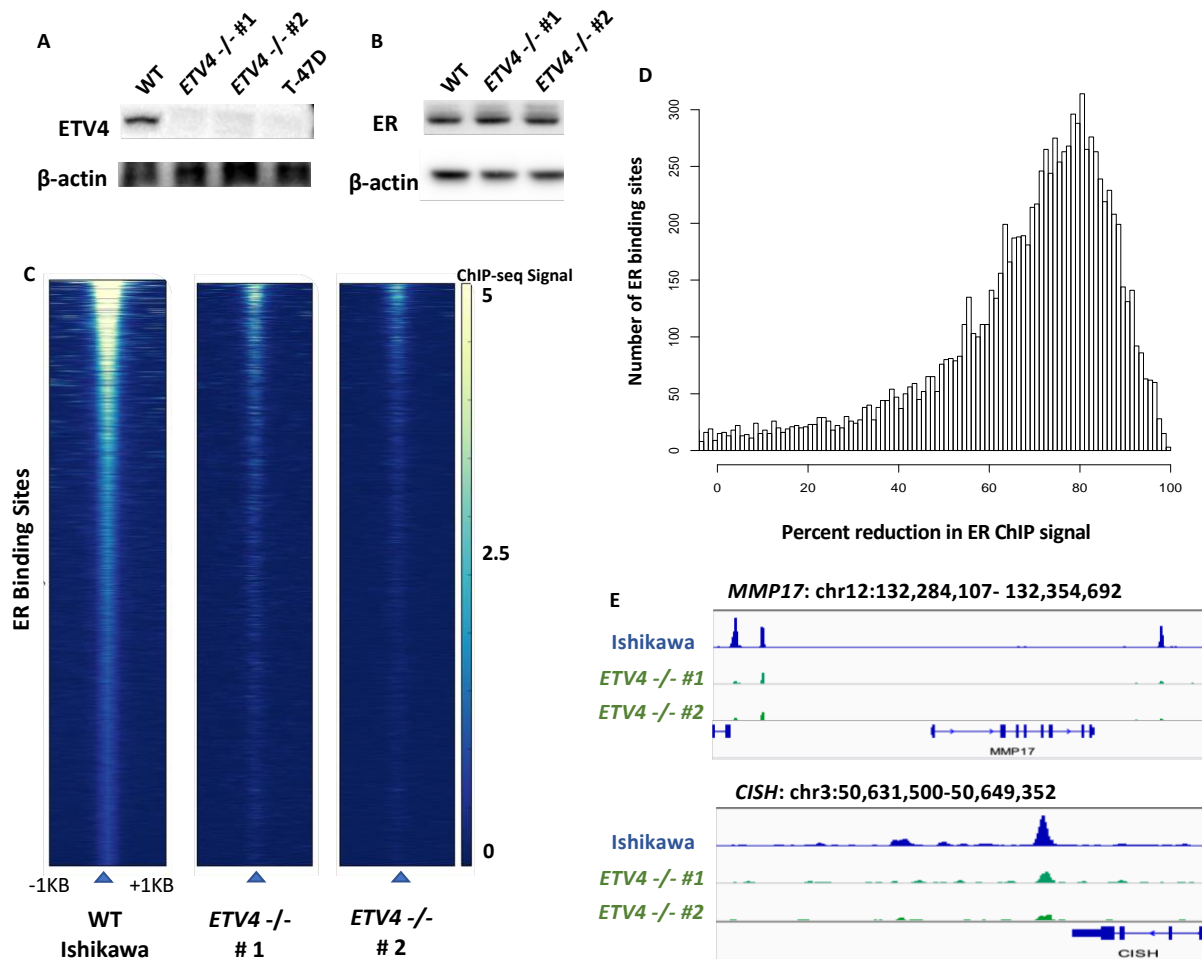 A
WT
ETV4 -/- #1
ETV4 -/- #2
T-47D
ETV4
β-actin
B
WT
ETV4 -/- #1
ETV4 -/- #2
ER
β-actin
C
ChIP-seq Signal
5
2.5
0
ER Binding Sites
-1KB
+1KB
WT
Ishikawa
ETV4 -/-
# 1
ETV4 -/-
# 2
D
Number of ER binding sites
300
250
200
150
100
50
0
0 20 40 60 80 100
Percent reduction in ER ChIP signal
E
MMP17: chr12:132,284,107- 132,354,692
Ishikawa
ETV4 -/- #1
ETV4 -/- #2
MMP17
CISH: chr3:50,631,500-50,649,352
Ishikawa
ETV4 -/- #1
ETV4 -/- #2
CISH